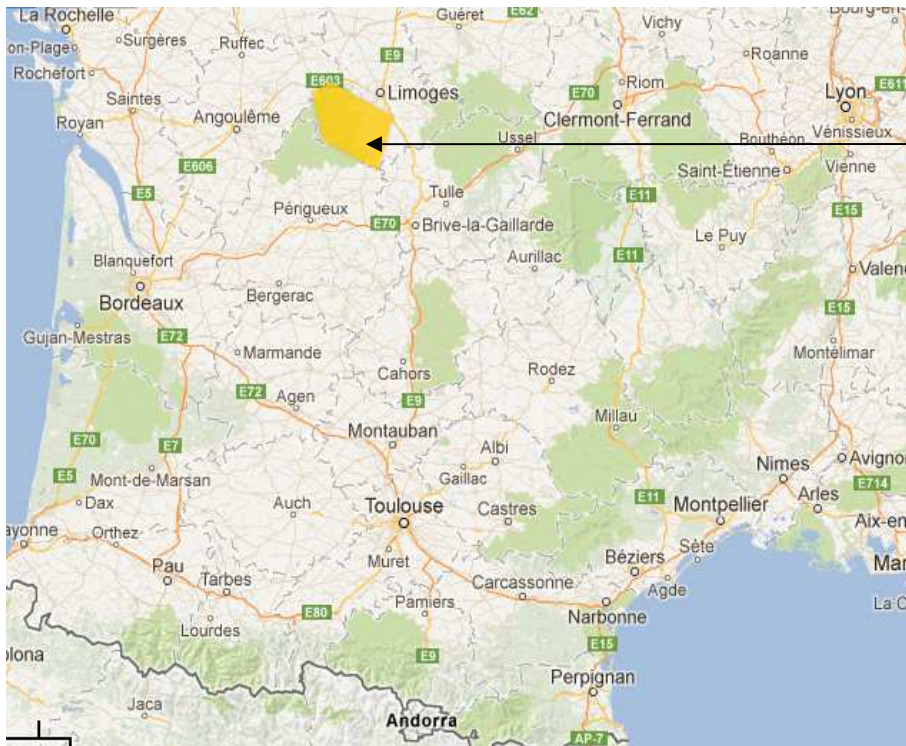 La Rochelle
Surgères
Ruffec
Guéret
E62
Vichy
Roanne
Bourg-en
on-Plage
E9
Rochefort
E603
Limoges
E70
Riom
Lyon
E611
Saintes
Angoulême
Clermont-Ferrand
Vénissieux
Royan
Ussel
Bouthéon
E606
Saint-Étienne
Vienne
E5
Tulle
E11
Périgueux
E70
Brive-la-Gaillarde
E15
Le Puy
Blanquefort
Aurillac
E11
Valen
Bordeaux
Bergerac
E15
Gujan-Mestras
E72
Marmande
Montélimar
Cahors
Rodez
E72
Agen
E9
Millau
E70
E7
Montauban
Albi
E5
Mont-de-Marsan
Gaillac
Nimes
Avigno
E714
Dax
Auch
Toulouse
Castres
E11
Montpellier
Arles
ayonne
Orthez
Aix-en
Muret
Béziers
Sète
Pau
Tarbes
Carcassonne
Agde
Mar
E80
Pamiers
Narbonne
La C
Lourdes
E15
plona
E9
Perpignan
Jaca
Andorra
AP-7